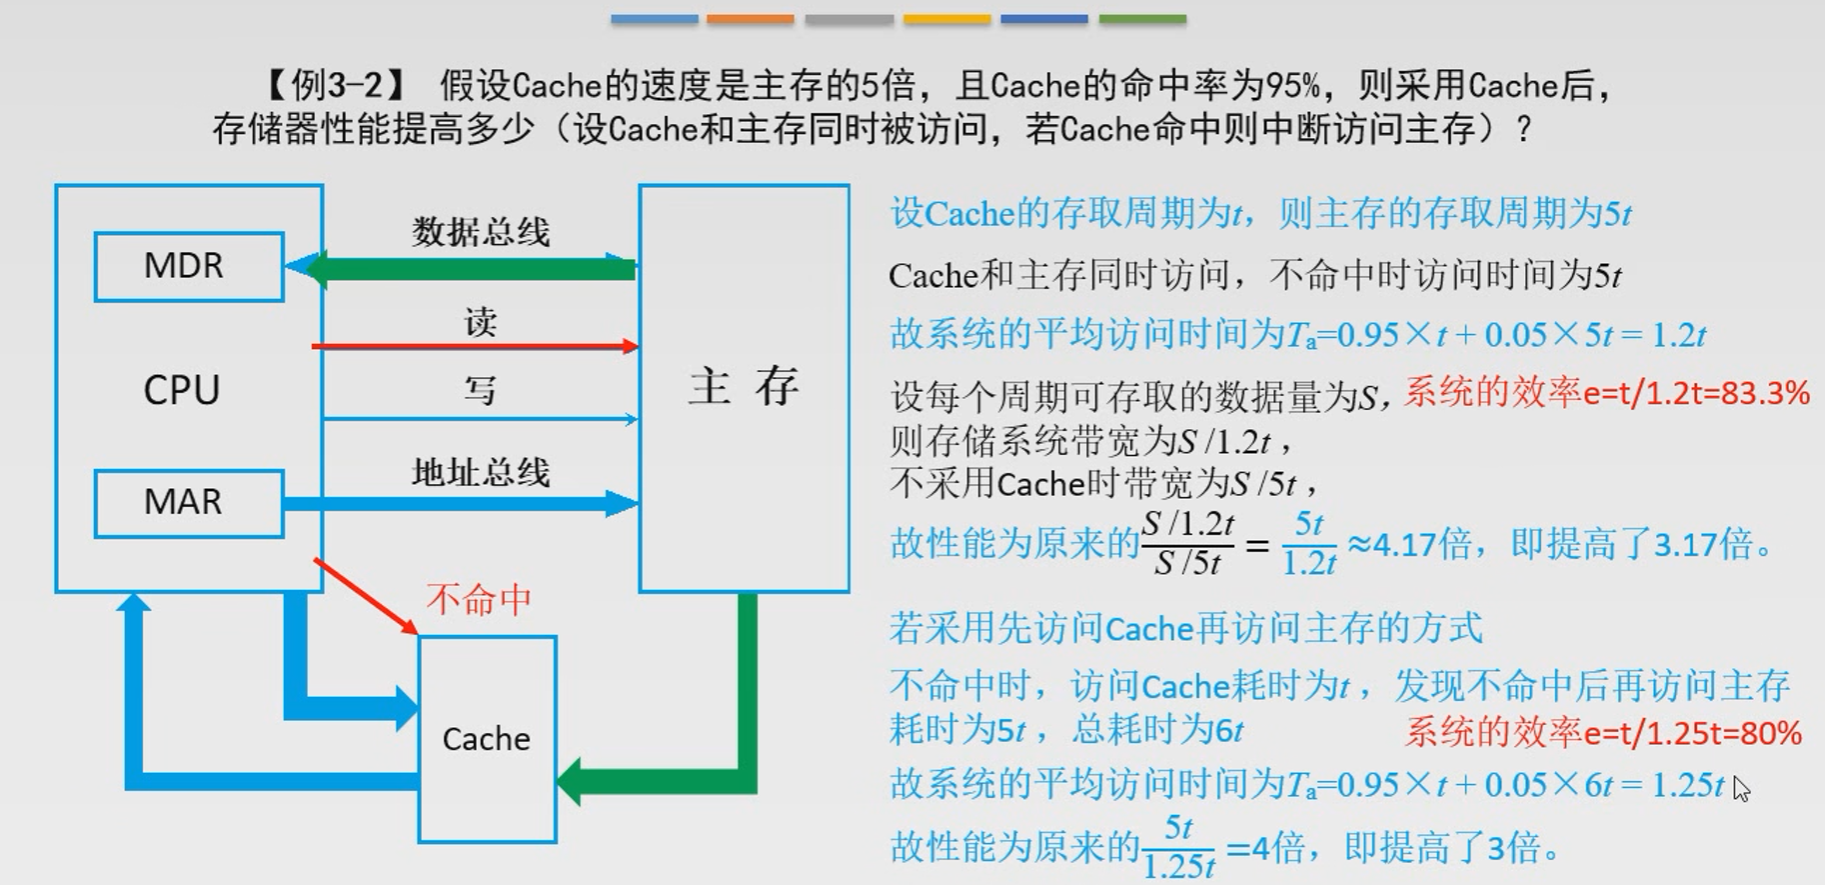 【例3-2】 假设Cache的速度是主存的5倍，且Cache的命中率为95%，则采用Cache后，
存储器性能提高多少（设Cache和主存同时被访问，若Cache命中则中断访问主存）？
MDR
CPU
MAR
数据总线
读
写
地址总线
主 存
不命中
Cache
设Cache的存取周期为t，则主存的存取周期为5t
Cache和主存同时访问，不命中时访问时间为5t
故系统的平均访问时间为Ta=0.95×t + 0.05×5t = 1.2t
设每个周期可存取的数据量为S，
系统的效率e=t/1.2t=83.3%
则存储系统带宽为S /1.2t，
不采用Cache时带宽为S /5t，
故性能为原来的 (S /1.2t)/(S /5t) = 5t/1.2t ≈4.17倍，即提高了3.17倍。
若采用先访问Cache再访问主存的方式
不命中时，访问Cache耗时为t，发现不命中后再访问主存
耗时为5t，总耗时为6t
系统的效率e=t/1.25t=80%
故系统的平均访问时间为Ta=0.95×t + 0.05×6t = 1.25t
故性能为原来的 5t/1.25t =4倍，即提高了3倍。